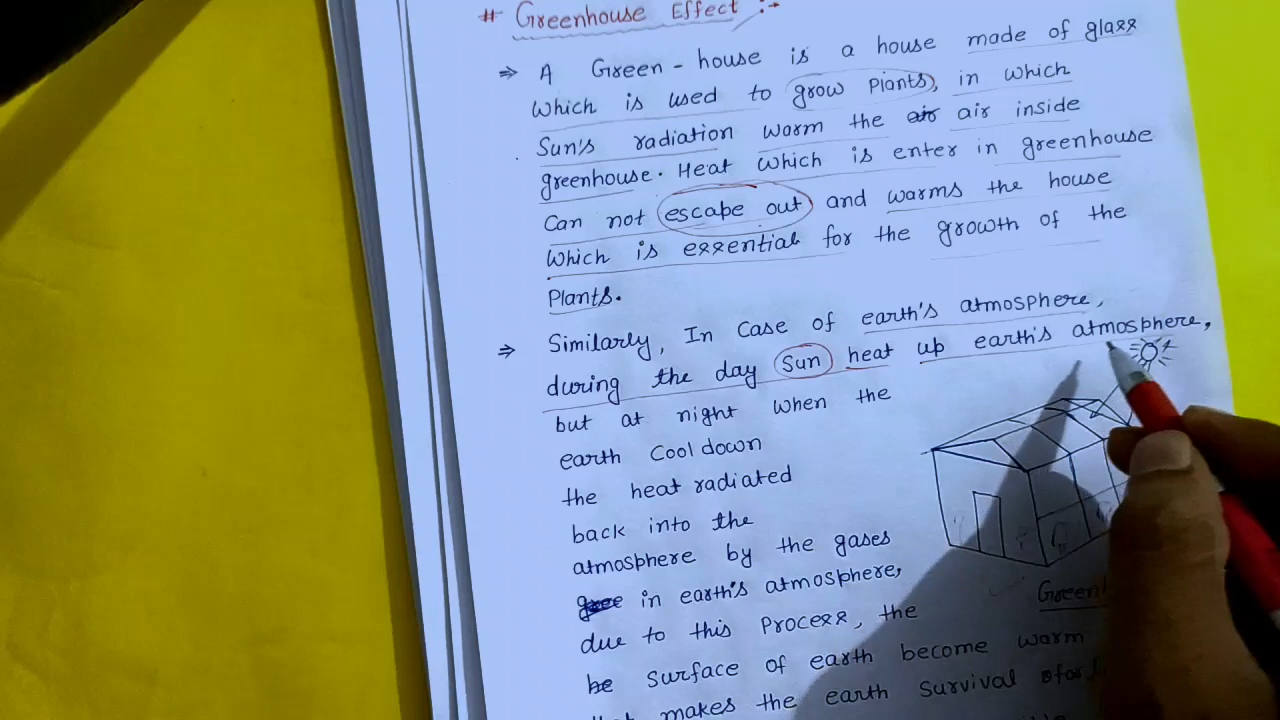 # Greenhouse Effect :-
⇒ A Green-house is a house made of glass
which is used to grow Plants, in which
Sun's radiation warm the air air inside
greenhouse. Heat which is enter in greenhouse
Can not escape out and warms the house
which is essential for the growth of the
Plants.
⇒ Similarly, In Case of earth's atmosphere,
during the day Sun heat up earth's atmosphere,
but at night when the
earth Cool down
the heat radiated
back into the
atmosphere by the gases
in earth's atmosphere,
due to this Process, the
be Surface of earth become warm
makes the earth Survival